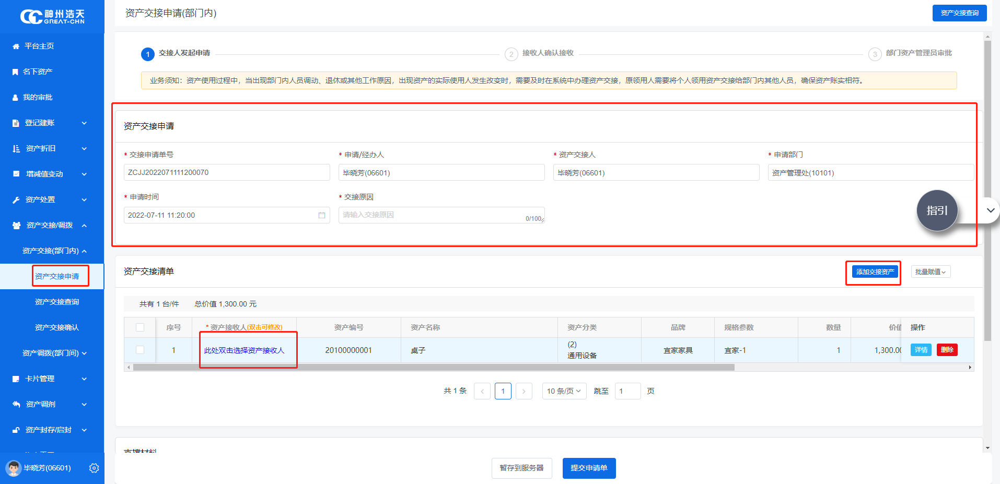 神州浩天
GREAT-CHN
平台主页
名下资产
我的审批
登记建账
资产折旧
增减值变动
资产处置
资产交接/调拨
资产交接(部门内)
资产交接申请
资产交接查询
资产交接确认
资产调拨(部门间)
卡片管理
资产调剂
资产封存/启封
毕晓芳(06601)
资产交接申请(部门内)
资产交接查询
1 交接人发起申请
2 接收人确认接收
3 部门资产管理员审批
业务须知：资产使用过程中，当出现部门内人员调动、退休或其他工作原因，出现资产的实际使用人发生改变时，需要及时在系统中办理资产交接，原领用人需要将个人领用资产交接给部门内其他人员，确保资产账实相符。
资产交接申请
* 交接申请单号
* 申请/经办人
* 资产交接人
* 申请部门
ZCJJ2022071111200070
毕晓芳(06601)
毕晓芳(06601)
资产管理处(10101)
* 申请时间
* 交接原因
2022-07-11 11:20:00
请输入交接原因
0/100
指引
资产交接清单
添加交接资产
批量赋值
共有 1 台/件 总价值 1,300.00 元
序号 * 资产接收人(双击可修改) 资产编号 资产名称 资产分类 品牌 规格参数 数量 价值 操作
1 此处双击选择资产接收人 20100000001 桌子 (2) 通用设备 宜家家具 宜家-1 1 1,300.00 详情 删除
共 1 条 1 10 条/页 跳至 1 页
支撑材料
暂存到服务器
提交申请单